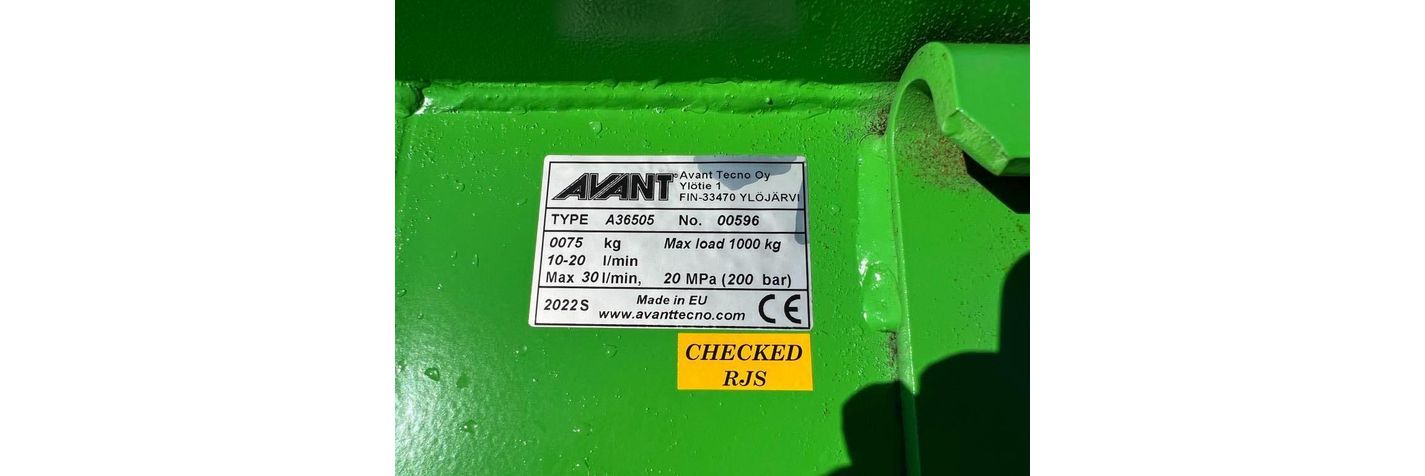 AVANT® Avant Tecno Oy
Ylötie 1
FIN-33470 YLÖJÄRVI
TYPE A36505 No. 00596
0075 kg Max load 1000 kg
10-20 l/min
Max 30 l/min, 20 MPa (200 bar)
2022S Made in EU CE
www.avanttecno.com
CHECKED
RJS